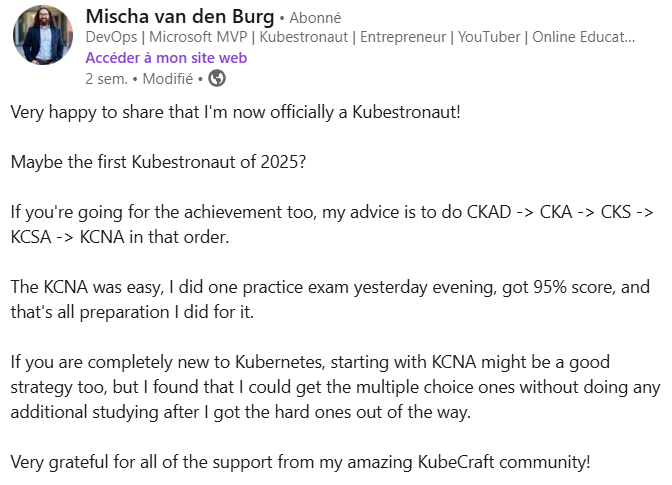 Mischa van den Burg • Abonné
DevOps | Microsoft MVP | Kubestronaut | Entrepreneur | YouTuber | Online Educat...
Accéder à mon site web
2 sem. • Modifié •
Very happy to share that I'm now officially a Kubestronaut!
Maybe the first Kubestronaut of 2025?
If you're going for the achievement too, my advice is to do CKAD -> CKA -> CKS ->
KCSA -> KCNA in that order.
The KCNA was easy, I did one practice exam yesterday evening, got 95% score, and
that's all preparation I did for it.
If you are completely new to Kubernetes, starting with KCNA might be a good
strategy too, but I found that I could get the multiple choice ones without doing any
additional studying after I got the hard ones out of the way.
Very grateful for all of the support from my amazing KubeCraft community!